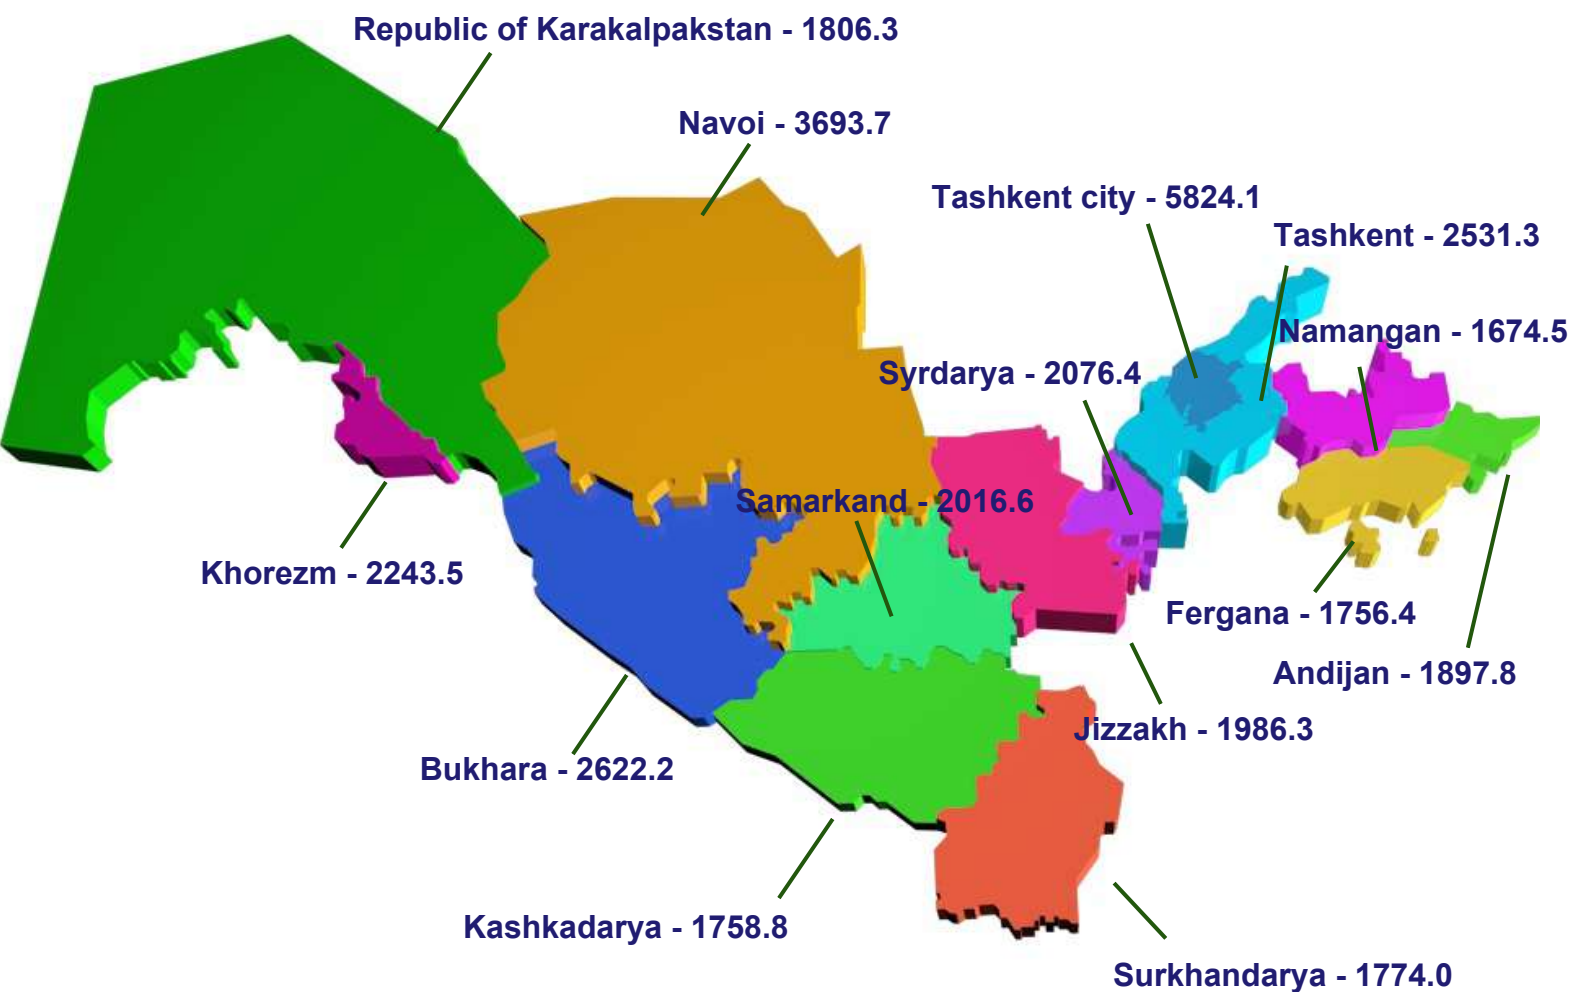 Republic of Karakalpakstan - 1806.3
Navoi - 3693.7
Tashkent city - 5824.1
Tashkent - 2531.3
Namangan - 1674.5
Syrdarya - 2076.4
Samarkand - 2016.6
Khorezm - 2243.5
Fergana - 1756.4
Andijan - 1897.8
Jizzakh - 1986.3
Bukhara - 2622.2
Kashkadarya - 1758.8
Surkhandarya - 1774.0